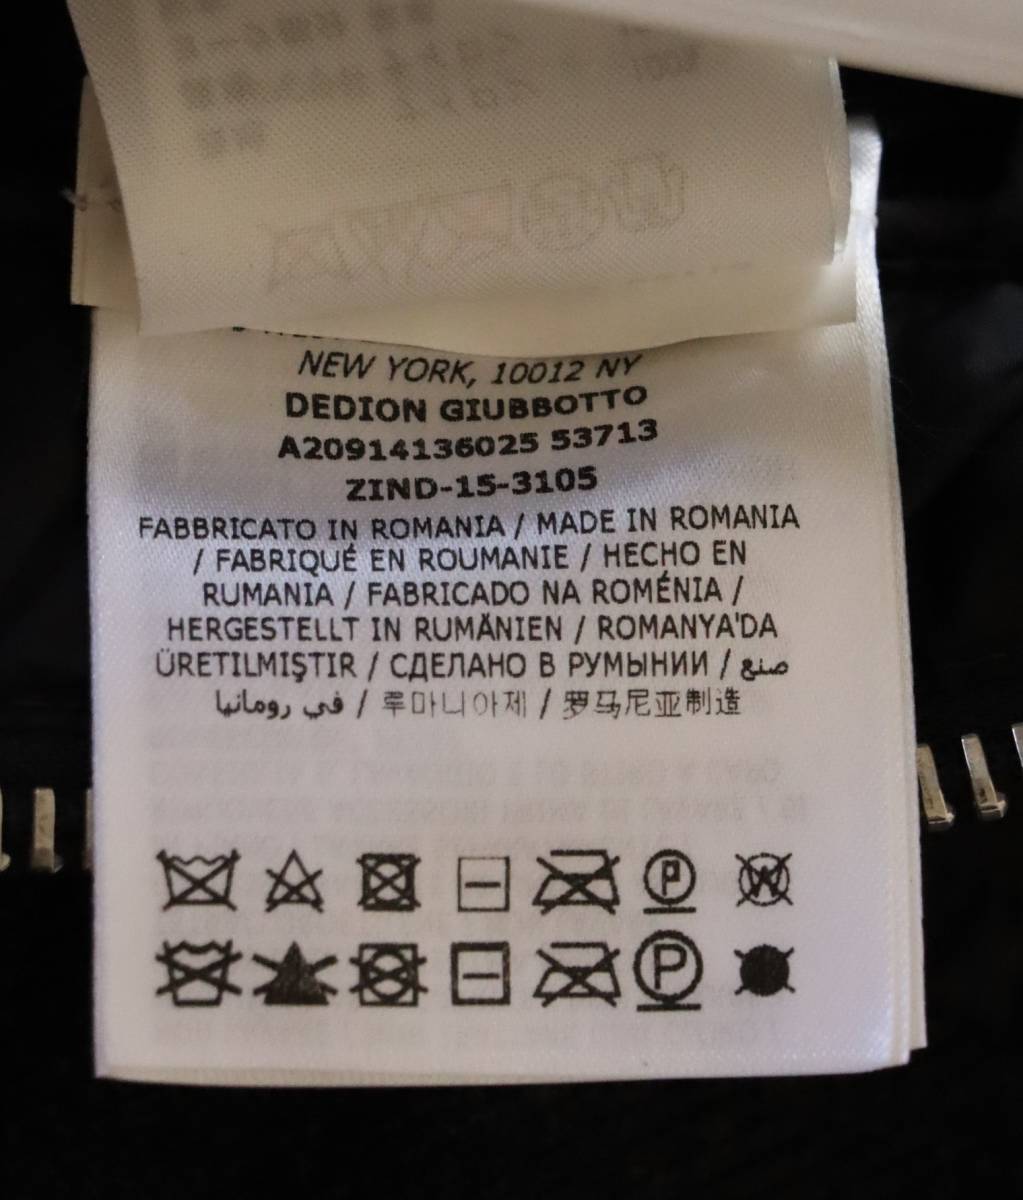 NEW YORK, 10012 NY
DEDION GIUBBOTTO
A20914136025 53713
ZIND-15-3105
FABBRICATO IN ROMANIA / MADE IN ROMANIA
/ FABRIQUÉ EN ROUMANIE / HECHO EN
RUMANIA / FABRICADO NA ROMÉNIA /
HERGESTELLT IN RUMÄNIEN / ROMANYA'DA
ÜRETILMIŞTIR / СДЕЛАНО В РУМЫНИИ / صنع
في رومانيا / 루마니아제 / 罗马尼亚制造
P W
P